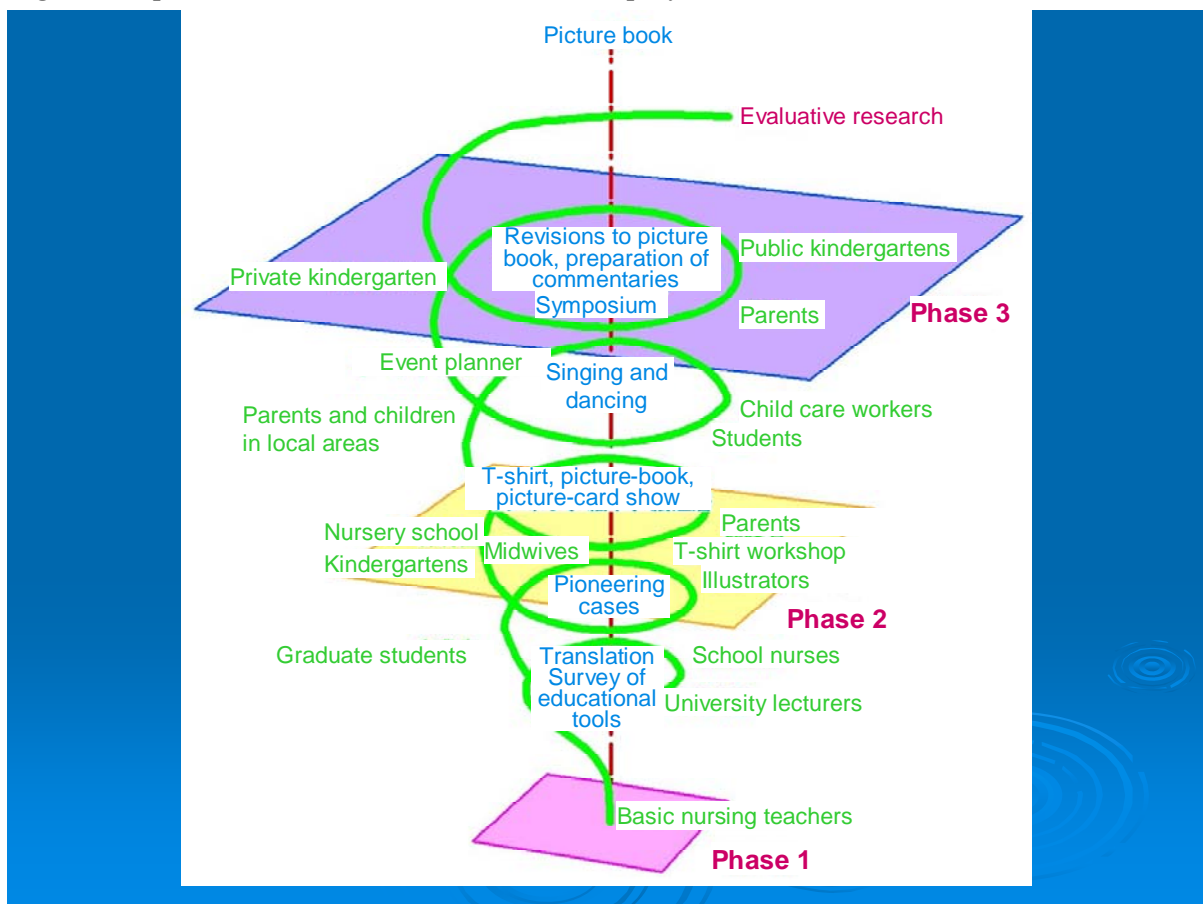 Picture book
Evaluative research
Revisions to picture
book, preparation of
commentaries
Symposium
Public kindergartens
Private kindergarten
Parents
Phase 3
Event planner
Singing and
dancing
Parents and children
in local areas
Child care workers
Students
T-shirt, picture-book,
picture-card show
Parents
Nursery school
Midwives
T-shirt workshop
Kindergartens
Illustrators
Pioneering
cases
Phase 2
Graduate students
Translation
Survey of
educational
tools
School nurses
University lecturers
Basic nursing teachers
Phase 1